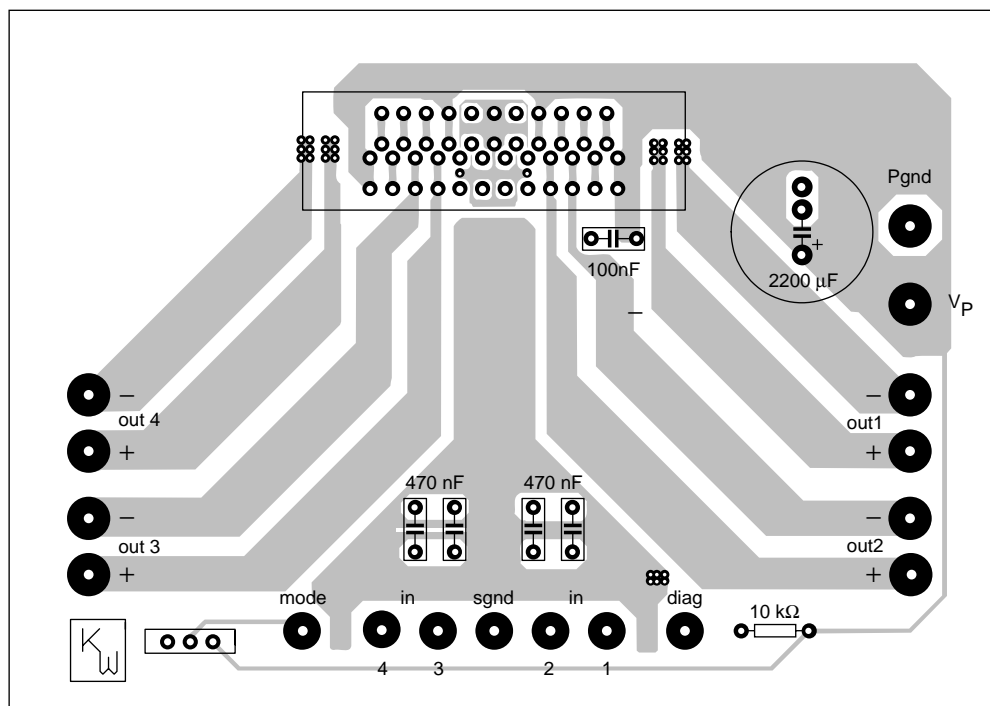 Pgnd
100nF
+
2200 µF
VP
−
− out 4 +
− out1 +
470 nF 470 nF
− out 3 +
− out2 +
mode in sgnd in diag
10 kΩ
4 3 2 1
KW